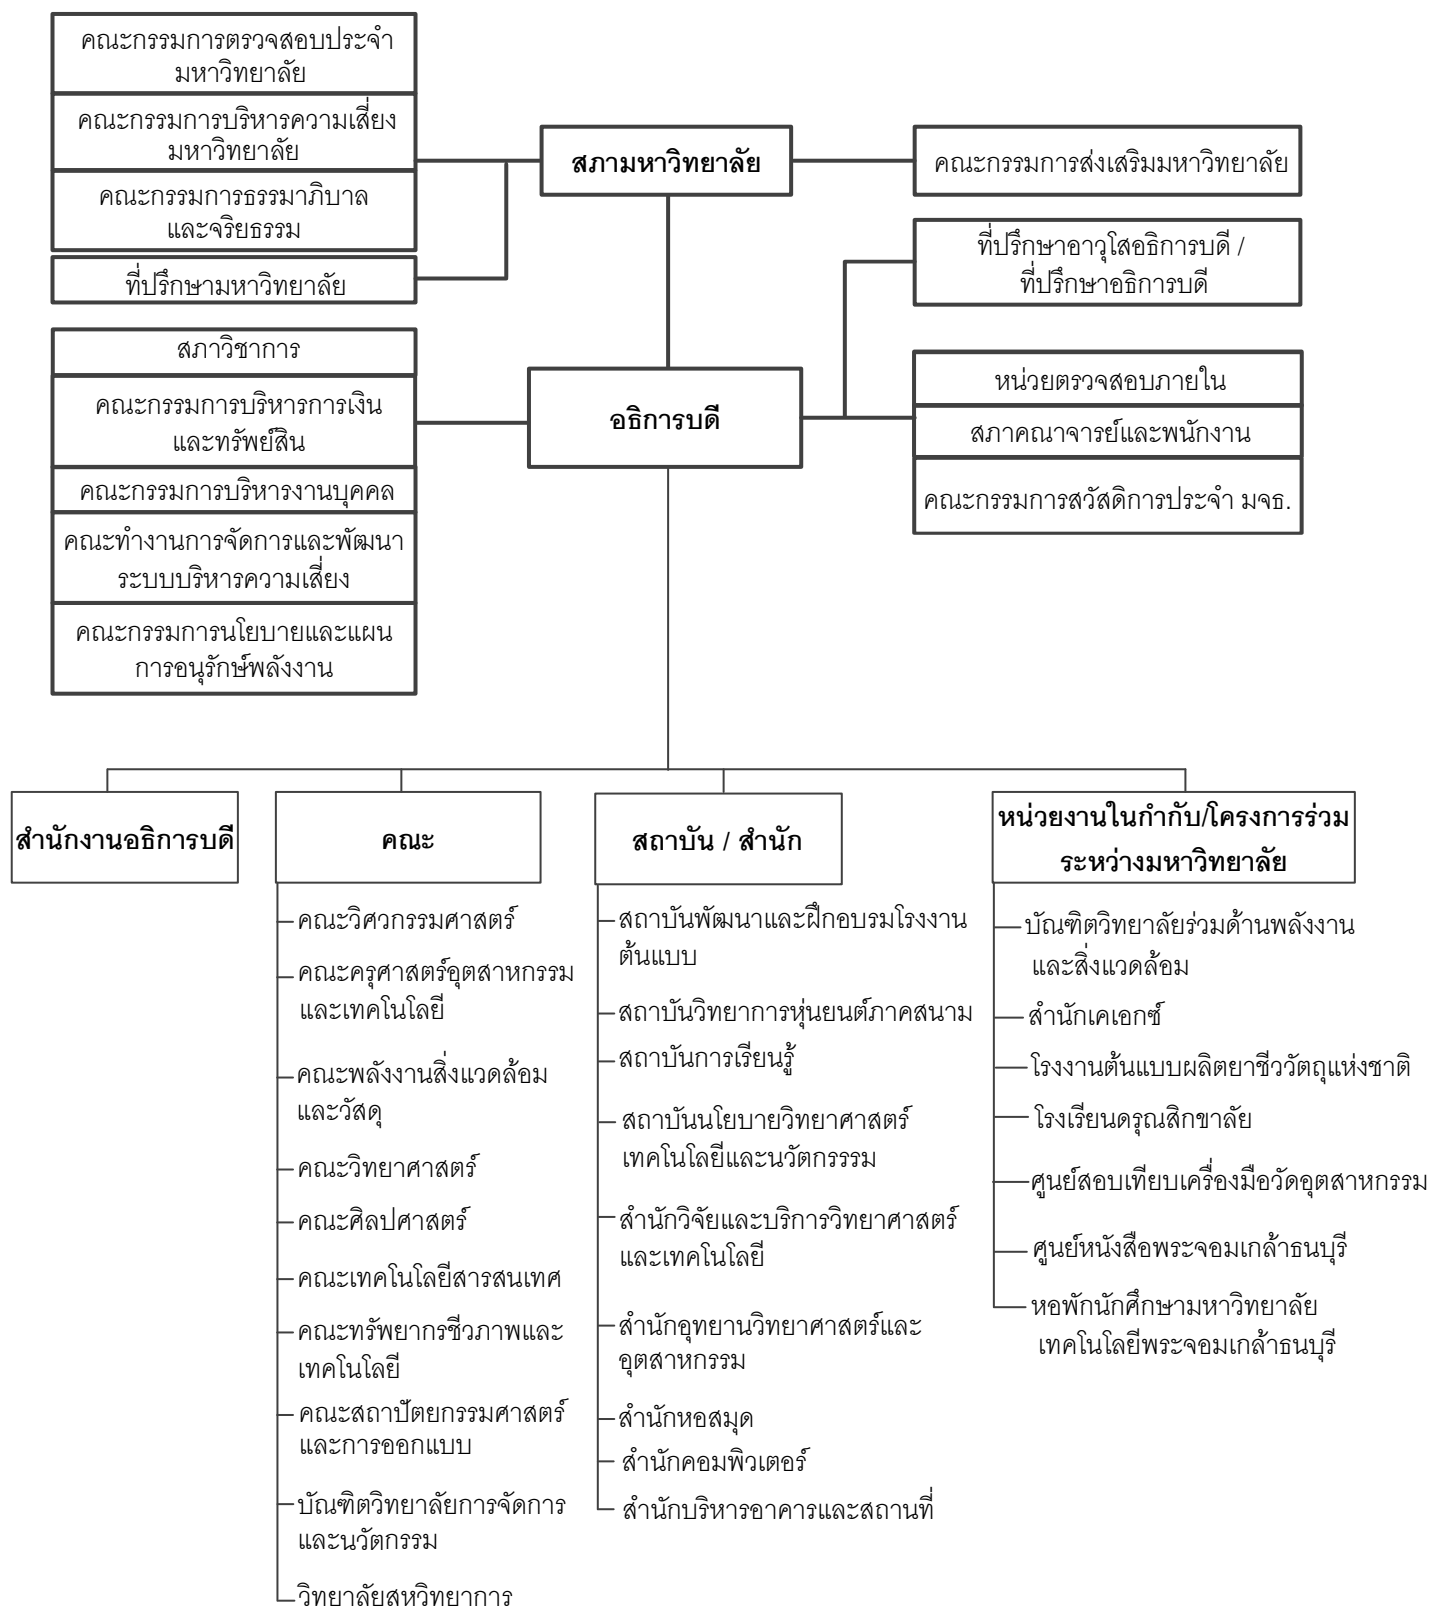 คณะกรรมการตรวจสอบประจำ
มหาวิทยาลัย
คณะกรรมการบริหารความเสี่ยง
มหาวิทยาลัย
คณะกรรมการธรรมาภิบาล
และจริยธรรม
ที่ปรึกษามหาวิทยาลัย
สภามหาวิทยาลัย
คณะกรรมการส่งเสริมมหาวิทยาลัย
ที่ปรึกษาอาวุโสอธิการบดี /
ที่ปรึกษาอธิการบดี
สภาวิชาการ
คณะกรรมการบริหารการเงิน
และทรัพย์สิน
คณะกรรมการบริหารงานบุคคล
คณะทำงานการจัดการและพัฒนา
ระบบบริหารความเสี่ยง
คณะกรรมการนโยบายและแผน
การอนุรักษ์พลังงาน
อธิการบดี
หน่วยตรวจสอบภายใน
สภาคณาจารย์และพนักงาน
คณะกรรมการสวัสดิการประจำ มจธ.
สำนักงานอธิการบดี
คณะ
คณะวิศวกรรมศาสตร์
คณะครุศาสตร์อุตสาหกรรม
และเทคโนโลยี
คณะพลังงานสิ่งแวดล้อม
และวัสดุ
คณะวิทยาศาสตร์
คณะศิลปศาสตร์
คณะเทคโนโลยีสารสนเทศ
คณะทรัพยากรชีวภาพและ
เทคโนโลยี
คณะสถาปัตยกรรมศาสตร์
และการออกแบบ
บัณฑิตวิทยาลัยการจัดการ
และนวัตกรรม
วิทยาลัยสหวิทยาการ
สถาบัน / สำนัก
สถาบันพัฒนาและฝึกอบรมโรงงาน
ต้นแบบ
สถาบันวิทยาการหุ่นยนต์ภาคสนาม
สถาบันการเรียนรู้
สถาบันนโยบายวิทยาศาสตร์
เทคโนโลยีและนวัตกรรรม
สำนักวิจัยและบริการวิทยาศาสตร์
และเทคโนโลยี
สำนักอุทยานวิทยาศาสตร์และ
อุตสาหกรรม
สำนักหอสมุด
สำนักคอมพิวเตอร์
สำนักบริหารอาคารและสถานที่
หน่วยงานในกำกับ/โครงการร่วม
ระหว่างมหาวิทยาลัย
บัณฑิตวิทยาลัยร่วมด้านพลังงาน
และสิ่งแวดล้อม
สำนักเคเอกซ์
โรงงานต้นแบบผลิตยาชีววัตถุแห่งชาติ
โรงเรียนดรุณสิกขาลัย
ศูนย์สอบเทียบเครื่องมือวัดอุตสาหกรรม
ศูนย์หนังสือพระจอมเกล้าธนบุรี
หอพักนักศึกษามหาวิทยาลัย
เทคโนโลยีพระจอมเกล้าธนบุรี